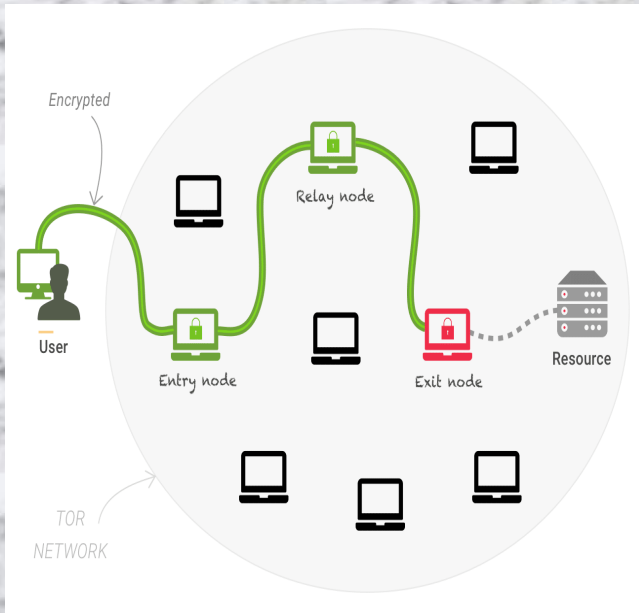 Encrypted
Relay node
User
Entry node
Exit node
Resource
TOR
NETWORK